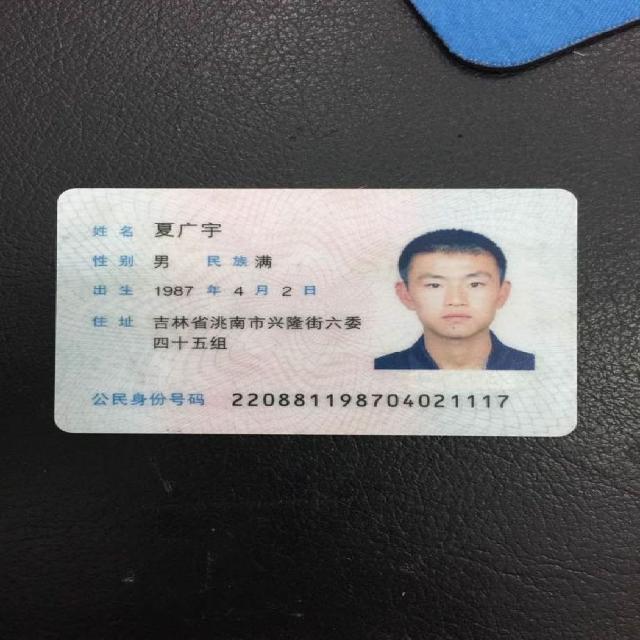 姓名 夏广宇
性别 男 民族 满
出生 1987 年 4 月 2 日
住址 吉林省洮南市兴隆街六委
四十五组
公民身份号码 220881198704021117